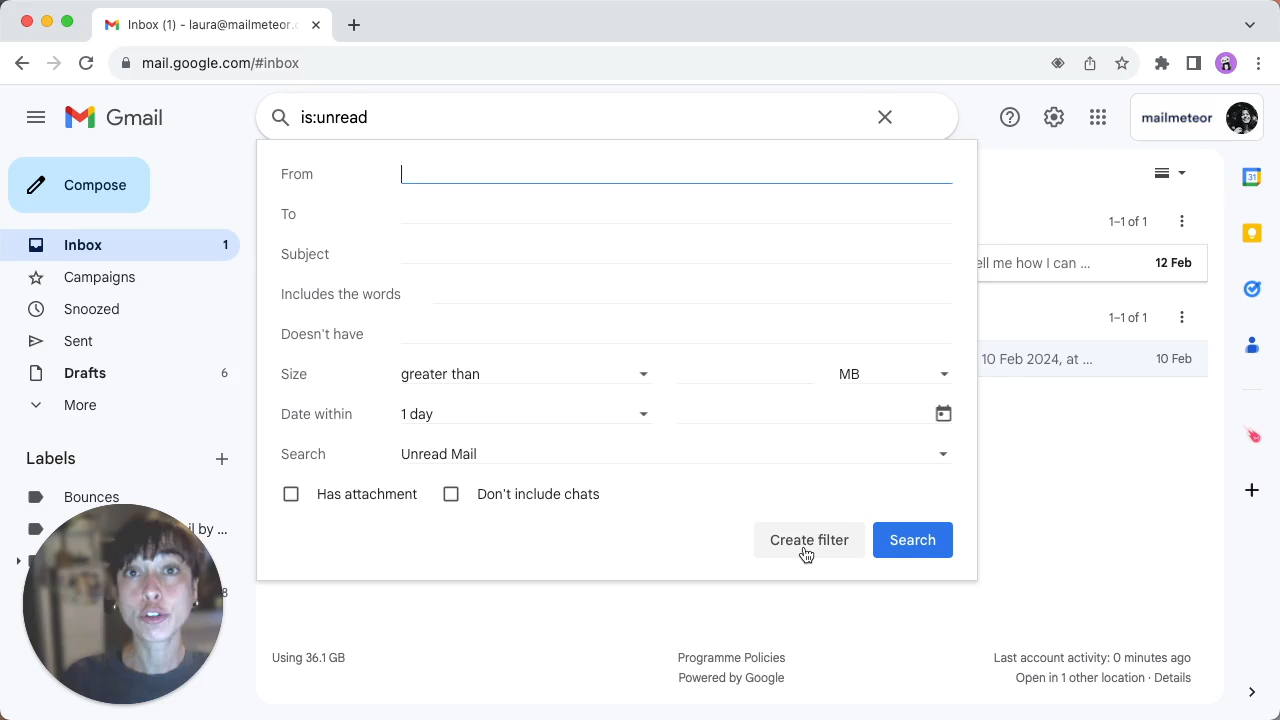 Inbox (1) - laura@mailmeteor.c
mail.google.com/#inbox
Gmail
is:unread
mailmeteor
Compose
Inbox 1
Campaigns
Snoozed
Sent
Drafts 6
More
Labels
Bounces
il by ...
8
From
To
Subject
Includes the words
Doesn't have
Size greater than MB
Date within 1 day
Search Unread Mail
Has attachment Don't include chats
Create filter Search
1–1 of 1
ell me how I can ... 12 Feb
1–1 of 1
10 Feb 2024, at ... 10 Feb
31
Using 36.1 GB
Programme Policies
Powered by Google
Last account activity: 0 minutes ago
Open in 1 other location · Details